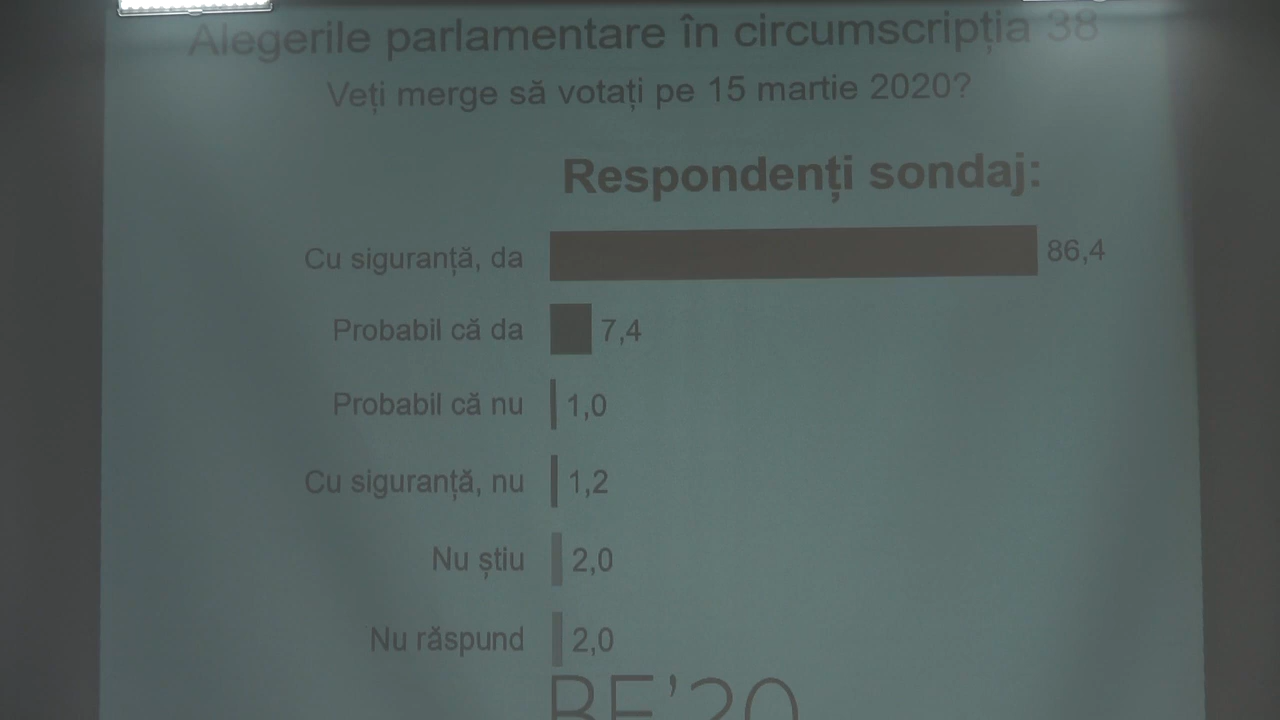 Alegerile parlamentare în circumscripția 38
Veți merge să votați pe 15 martie 2020?
Respondenți sondaj:
Cu siguranță, da 86,4
Probabil că da 7,4
Probabil că nu 1,0
Cu siguranță, nu 1,2
Nu știu 2,0
Nu răspund 2,0
BE’20